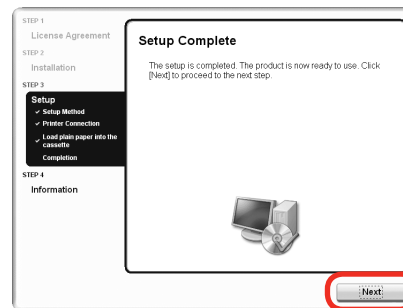 STEP 1
License Agreement
STEP 2
Installation
STEP 3
Setup
Setup Method
Printer Connection
Load plain paper into the
cassette
Completion
STEP 4
Information
Setup Complete
The setup is completed. The product is now ready to use. Click
[Next] to proceed to the next step.
Next